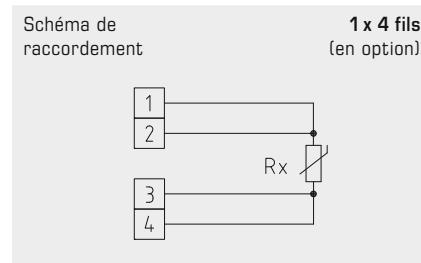 Schéma de
raccordement
1 x 4 fils
(en option)
1
2
Rx
3
4